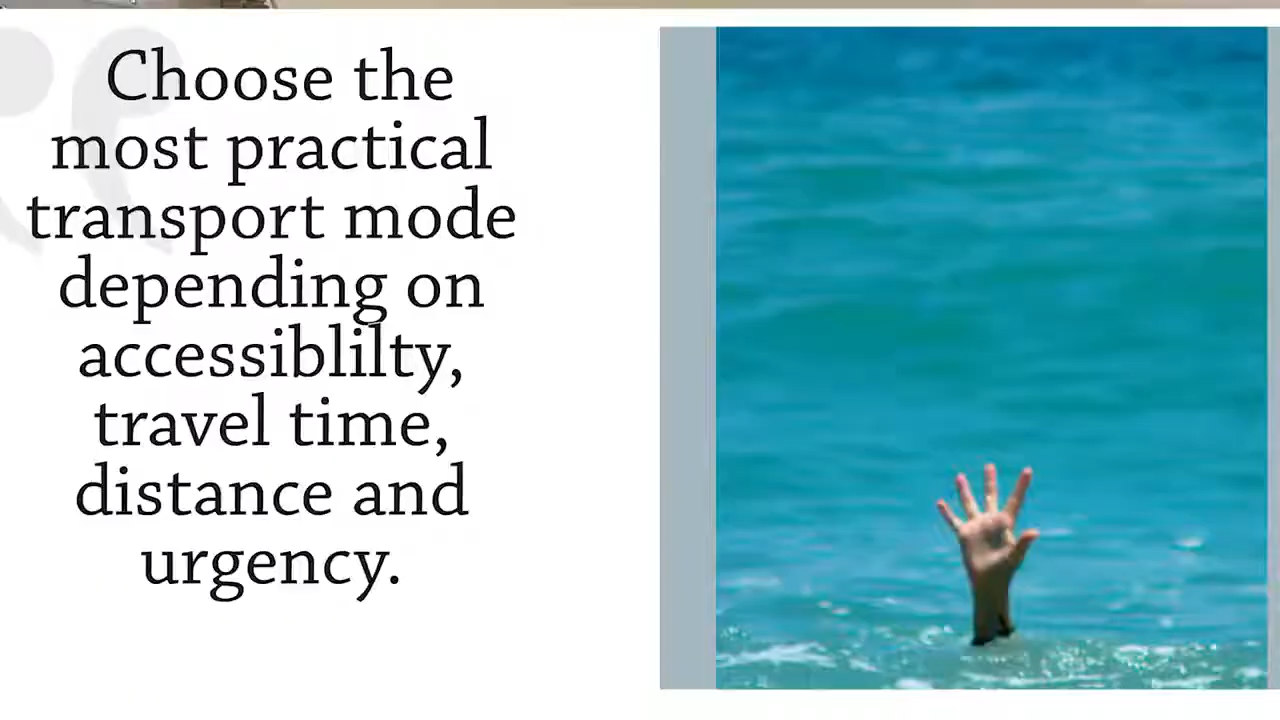 Choose the
most practical
transport mode
depending on
accessiblilty,
travel time,
distance and
urgency.